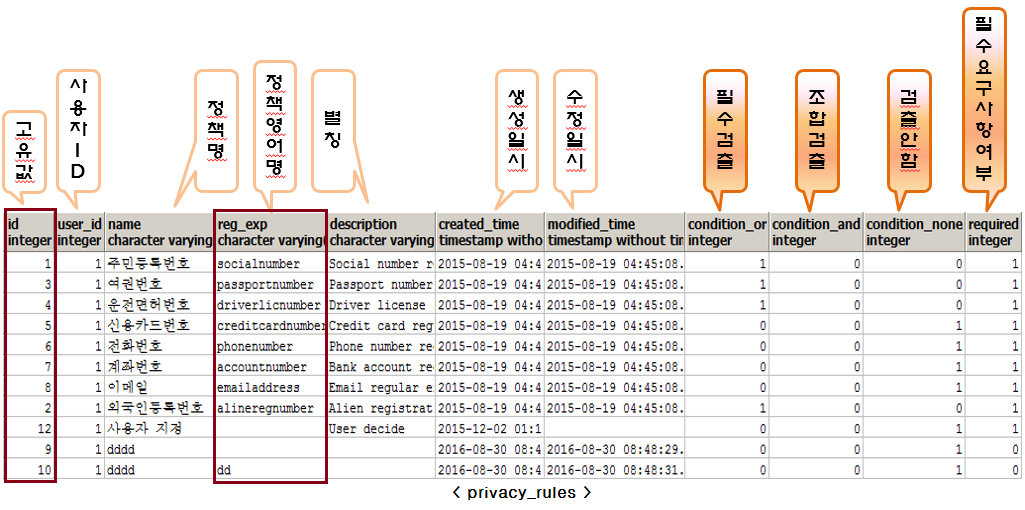 고유값
사용자ID
정책명
정책영어명
별칭
생성일시
수정일시
필수검출
조합검출
검출안함
필수요구사항여부
id user_id name reg_exp description created_time modified_time condition_or condition_and condition_none required
integer integer character varying character varying( character varying timestamp witho timestamp without tim integer integer integer integer
1 1 주민등록번호 socialnumber Social number r 2015-08-19 04:4 2015-08-19 04:45:08. 1 0 0 1
3 1 여권번호 passportnumber Passport number 2015-08-19 04:4 2015-08-19 04:45:08. 1 0 0 1
4 1 운전면허번호 driverlicnumber Driver license 2015-08-19 04:4 2015-08-19 04:45:08. 1 0 0 1
5 1 신용카드번호 creditcardnumber Credit card reg 2015-08-19 04:4 2015-08-19 04:45:08. 0 0 1 1
6 1 전화번호 phonenumber Phone number re 2015-08-19 04:4 2015-08-19 04:45:08. 0 0 1 1
7 1 계좌번호 accountnumber Bank account re 2015-08-19 04:4 2015-08-19 04:45:08. 0 0 1 1
8 1 이메일 emailaddress Email regular e 2015-08-19 04:4 2015-08-19 04:45:08. 0 0 1 1
2 1 외국인등록번호 alineregnumber Alien registrat 2015-08-19 04:4 2015-08-19 04:45:08. 1 0 0 1
12 1 사용자 지정 User decide 2015-12-02 01:1 0 0 1 1
9 1 dddd 2016-08-30 08:4 2016-08-30 08:48:29. 0 0 1 0
10 1 dddd dd 2016-08-30 08:4 2016-08-30 08:48:31. 0 0 1 0
< privacy_rules >